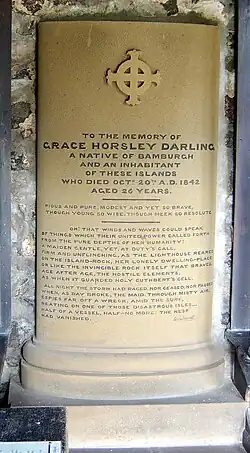 TO THE MEMORY OF
GRACE HORSLEY DARLING
A NATIVE OF BAMBURGH
AND AN INHABITANT
OF THESE ISLANDS
WHO DIED OCTR 20TH A.D. 1842
AGED 26 YEARS.
PIOUS AND PURE, MODEST AND YET SO BRAVE,
THOUGH YOUNG SO WISE, THOUGH MEEK SO RESOLUTE.
OH! THAT WINDS AND WAVES COULD SPEAK
OF THINGS WHICH THEIR UNITED POWER CALLED FORTH
FROM THE PURE DEPTHS OF HER HUMANITY!
A MAIDEN GENTLE, YET, AT DUTY'S CALL,
FIRM AND UNFLINCHING, AS THE LIGHTHOUSE REARED
ON THE ISLAND-ROCK, HER LONELY DWELLING-PLACE
OR LIKE THE INVINCIBLE ROCK ITSELF THAT BRAVES
AGE AFTER AGE, THE HOSTILE ELEMENTS,
AS WHEN IT GUARDED HOLY CUTHBERT'S CELL.
ALL NIGHT THE STORM HAD RAGED, NOR CEASED, NOR PAUSED,
WHEN, AS DAY BROKE, THE MAID, THROUGH MISTY AIR,
ESPIES FAR OFF A WRECK, AMID THE SURF,
BEATING ON ONE OF THOSE DISASTROUS ISLES—
HALF OF A VESSEL, HALF—NO MORE; THE REST
HAD VANISHED.